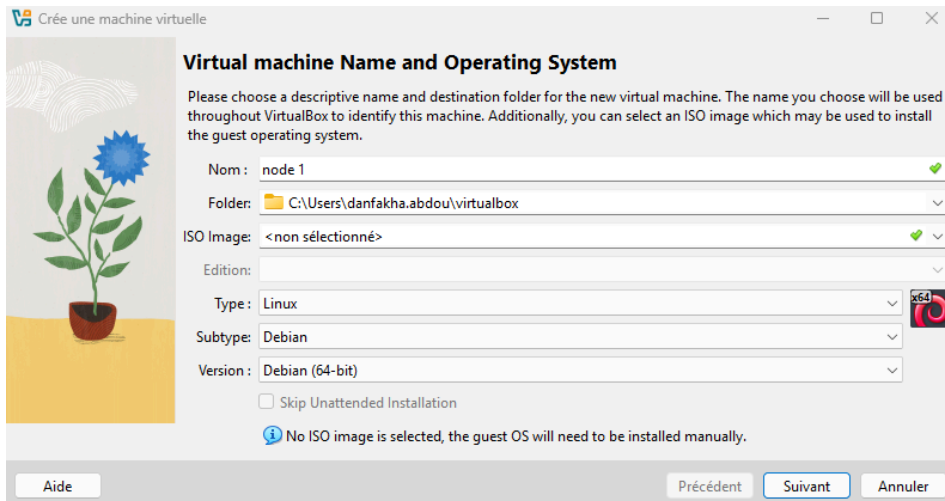 Crée une machine virtuelle
Virtual machine Name and Operating System
Please choose a descriptive name and destination folder for the new virtual machine. The name you choose will be used
throughout VirtualBox to identify this machine. Additionally, you can select an ISO image which may be used to install
the guest operating system.
Nom : node 1
Folder: C:\Users\danfakha.abdou\virtualbox
ISO Image: <non sélectionné>
Edition:
Type : Linux
x64
Subtype: Debian
Version : Debian (64-bit)
Skip Unattended Installation
No ISO image is selected, the guest OS will need to be installed manually.
Aide Précédent Suivant Annuler